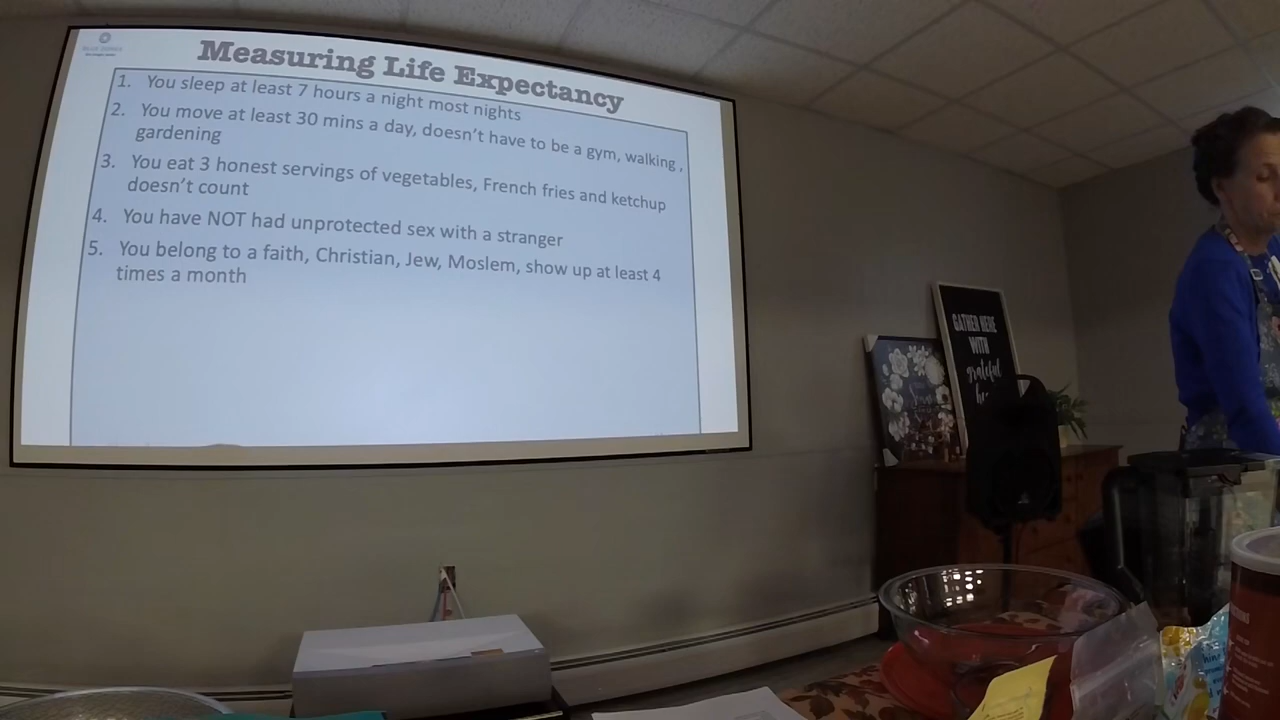 Measuring Life Expectancy
1. You sleep at least 7 hours a night most nights
2. You move at least 30 mins a day, doesn't have to be a gym, walking ,
gardening
3. You eat 3 honest servings of vegetables, French fries and ketchup
doesn't count
4. You have NOT had unprotected sex with a stranger
5. You belong to a faith, Christian, Jew, Moslem, show up at least 4
times a month
GATHER HERE
WITH
grateful